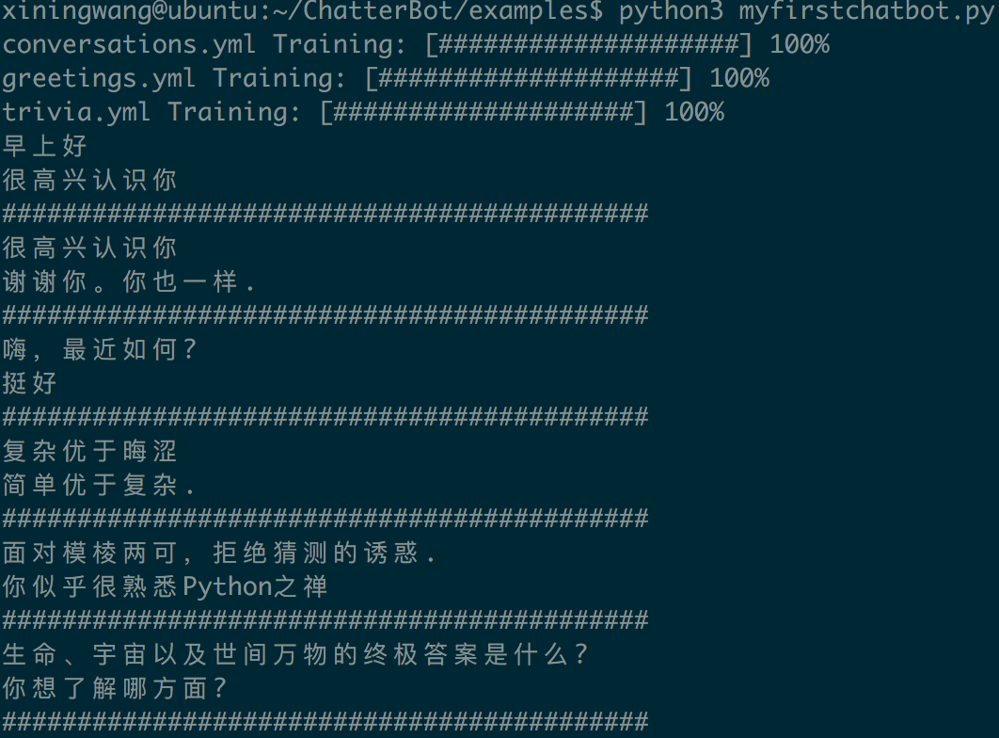 xiningwang@ubuntu:~/ChatterBot/examples$ python3 myfirstchatbot.py
conversations.yml Training: [####################] 100%
greetings.yml Training: [####################] 100%
trivia.yml Training: [####################] 100%
早上好
很高兴认识你
###########################################
很高兴认识你
谢谢你。你也一样.
###########################################
嗨，最近如何?
挺好
###########################################
复杂优于晦涩
简单优于复杂.
###########################################
面对模棱两可，拒绝猜测的诱惑.
你似乎很熟悉Python之禅
###########################################
生命、宇宙以及世间万物的终极答案是什么?
你想了解哪方面?
###########################################